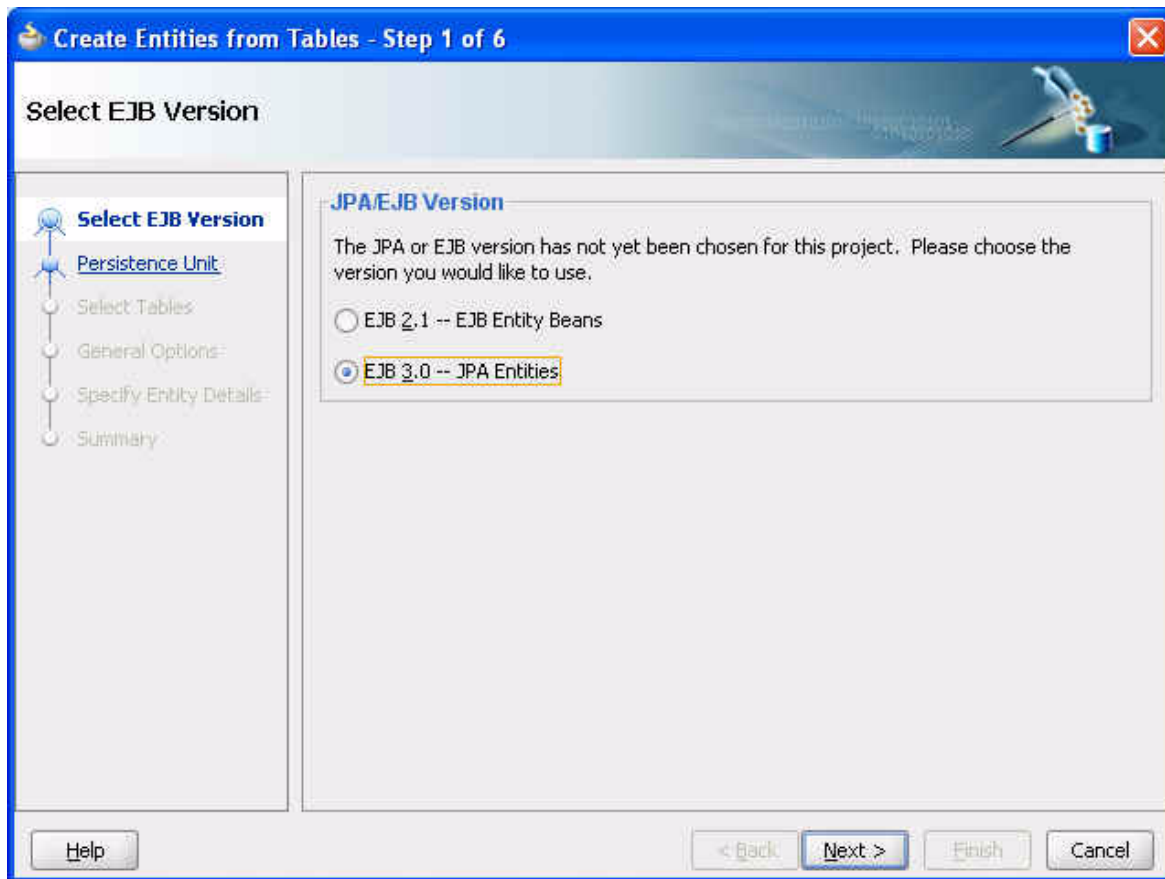 Create Entities from Tables - Step 1 of 6
Select EJB Version
Select EJB Version
Persistence Unit
Select Tables
General Options
Specify Entity Details
Summary
JPA/EJB Version
The JPA or EJB version has not yet been chosen for this project. Please choose the
version you would like to use.
EJB 2.1 -- EJB Entity Beans
EJB 3.0 -- JPA Entities
Help
< Back
Next >
Finish
Cancel